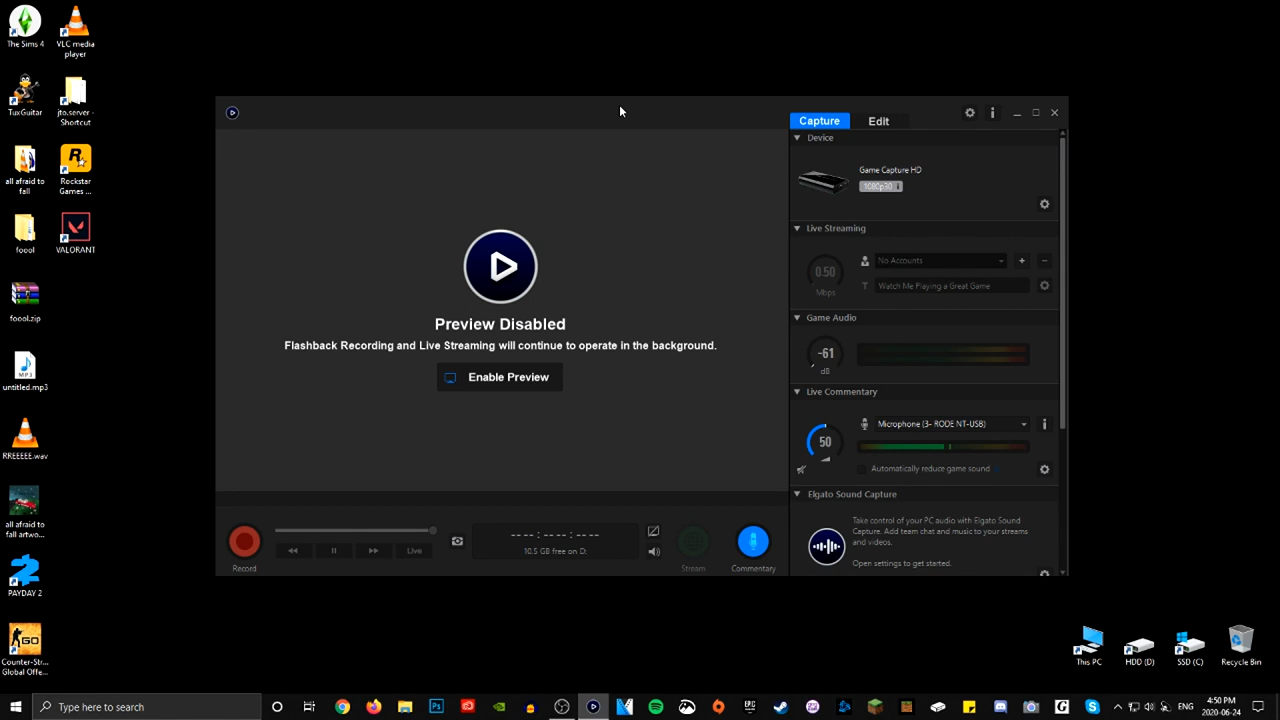 The Sims 4
VLC media
player
TuxGuitar
jto.server -
Shortcut
all afraid to
fall
Rockstar
Games ...
foool
VALORANT
foool.zip
MP3
untitled.mp3
RREEEEE.wav
all afraid to
fall artwo...
PAYDAY 2
GO
Counter-Str...
Global Offe...
Capture
Edit
Device
Game Capture HD
1080p30
Live Streaming
0.50
Mbps
No Accounts
Watch Me Playing a Great Game
Game Audio
-61
dB
Live Commentary
50
Microphone (3- RODE NT-USB)
Automatically reduce game sound
Elgato Sound Capture
Take control of your PC audio with Elgato Sound
Capture. Add team chat and music to your streams
and videos.
Open settings to get started.
Preview Disabled
Flashback Recording and Live Streaming will continue to operate in the background.
Enable Preview
Record
Live
-- -- : -- -- : -- --
10.5 GB free on D:
Stream
Commentary
This PC
HDD (D)
SSD (C)
Recycle Bin
Type here to search
Ps
EPIC
ENG
4:50 PM
2020-06-24